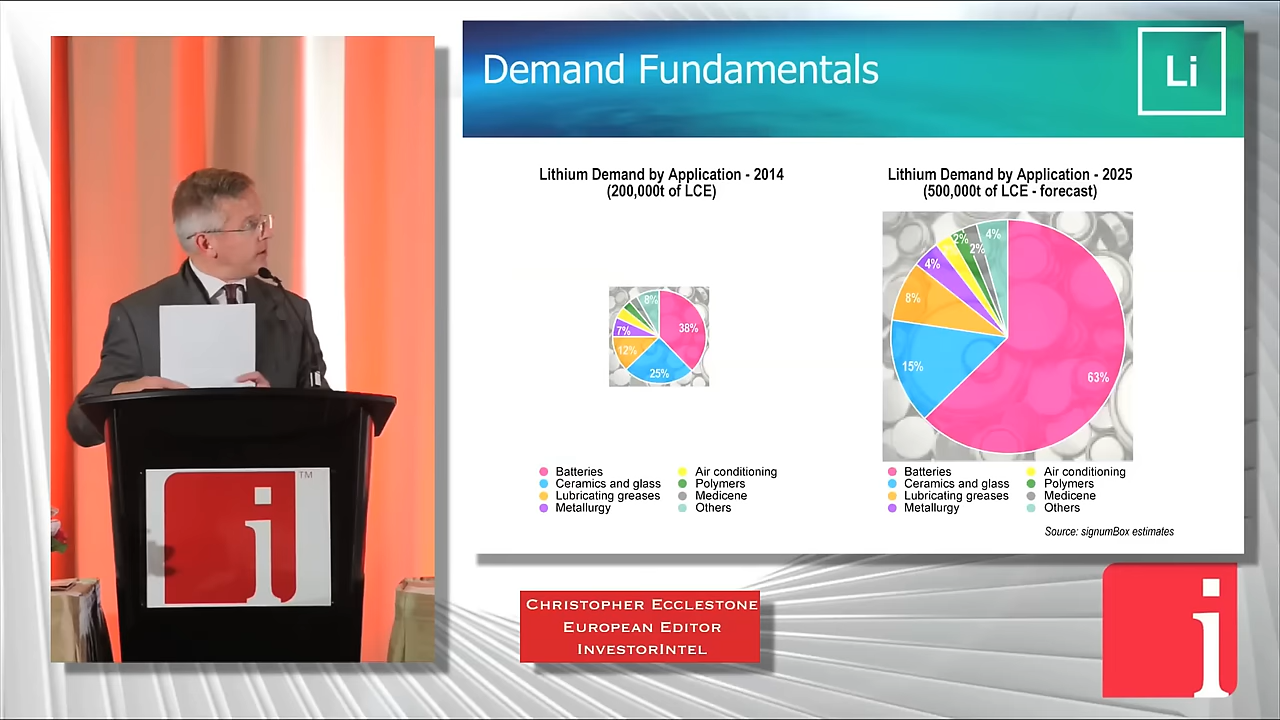 Demand Fundamentals
Li
Lithium Demand by Application - 2014
(200,000t of LCE)
8%
38%
7%
12%
25%
Batteries
Ceramics and glass
Lubricating greases
Metallurgy
Air conditioning
Polymers
Medicene
Others
Lithium Demand by Application - 2025
(500,000t of LCE - forecast)
2%
4%
2%
4%
8%
15%
63%
Batteries
Ceramics and glass
Lubricating greases
Metallurgy
Air conditioning
Polymers
Medicene
Others
Source: signumBox estimates
i
TM
Christopher Ecclestone
European Editor
InvestorIntel
i